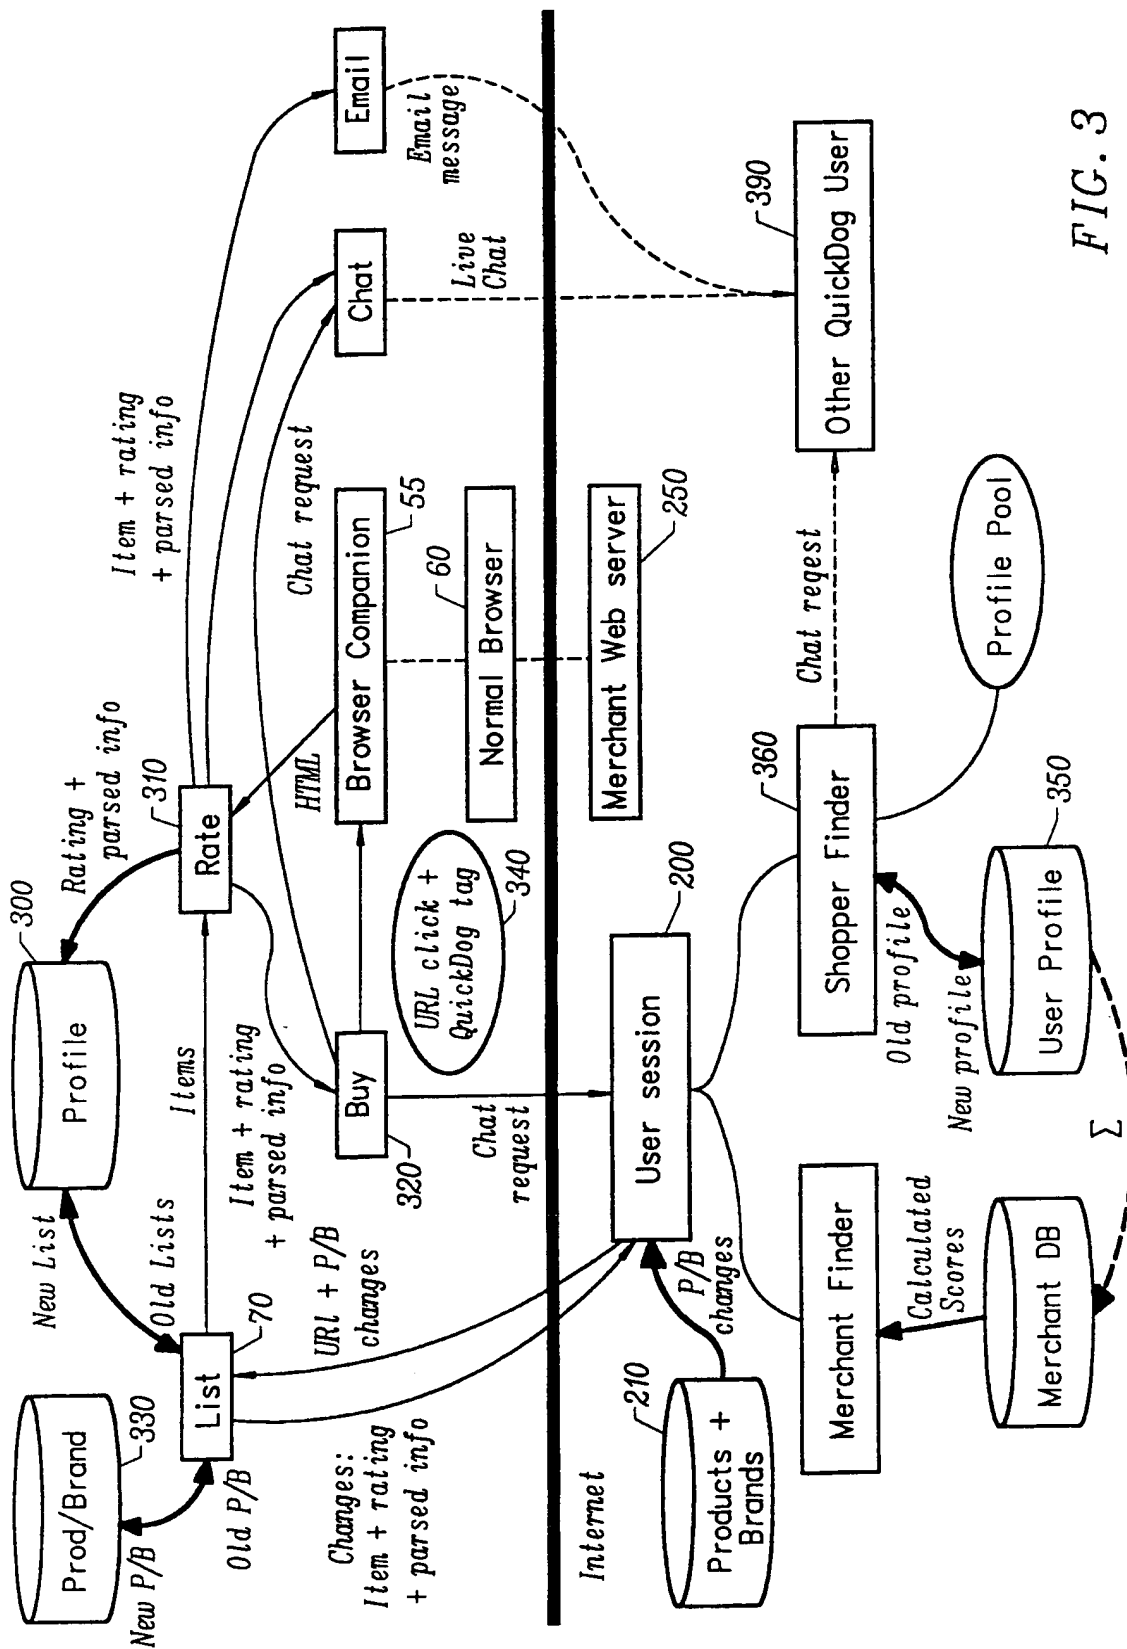 New P/B
Prod/Brand
330
Old P/B
List
70
New List
Old Lists
Profile
300
Rating +
parsed info
Items
Rate
310
Item + rating
+ parsed info
Item + rating
+ parsed info
Email
Email
message
Chat
Live
Chat
Chat request
HTML
Browser Companion
55
Normal Browser
60
Merchant Web server
250
URL click +
QuickDog tag
340
Buy
320
Chat
request
URl + P/B
changes
Changes:
Item + rating
+ parsed info
Internet
Products +
Brands
210
P/B
changes
User session
200
Merchant Finder
Calculated
Scores
Merchant DB
Σ
Shopper Finder
360
Old profile
New profile
User Profile
350
Profile Pool
Chat reqest
Other QuickDog User
390
FIG. 3